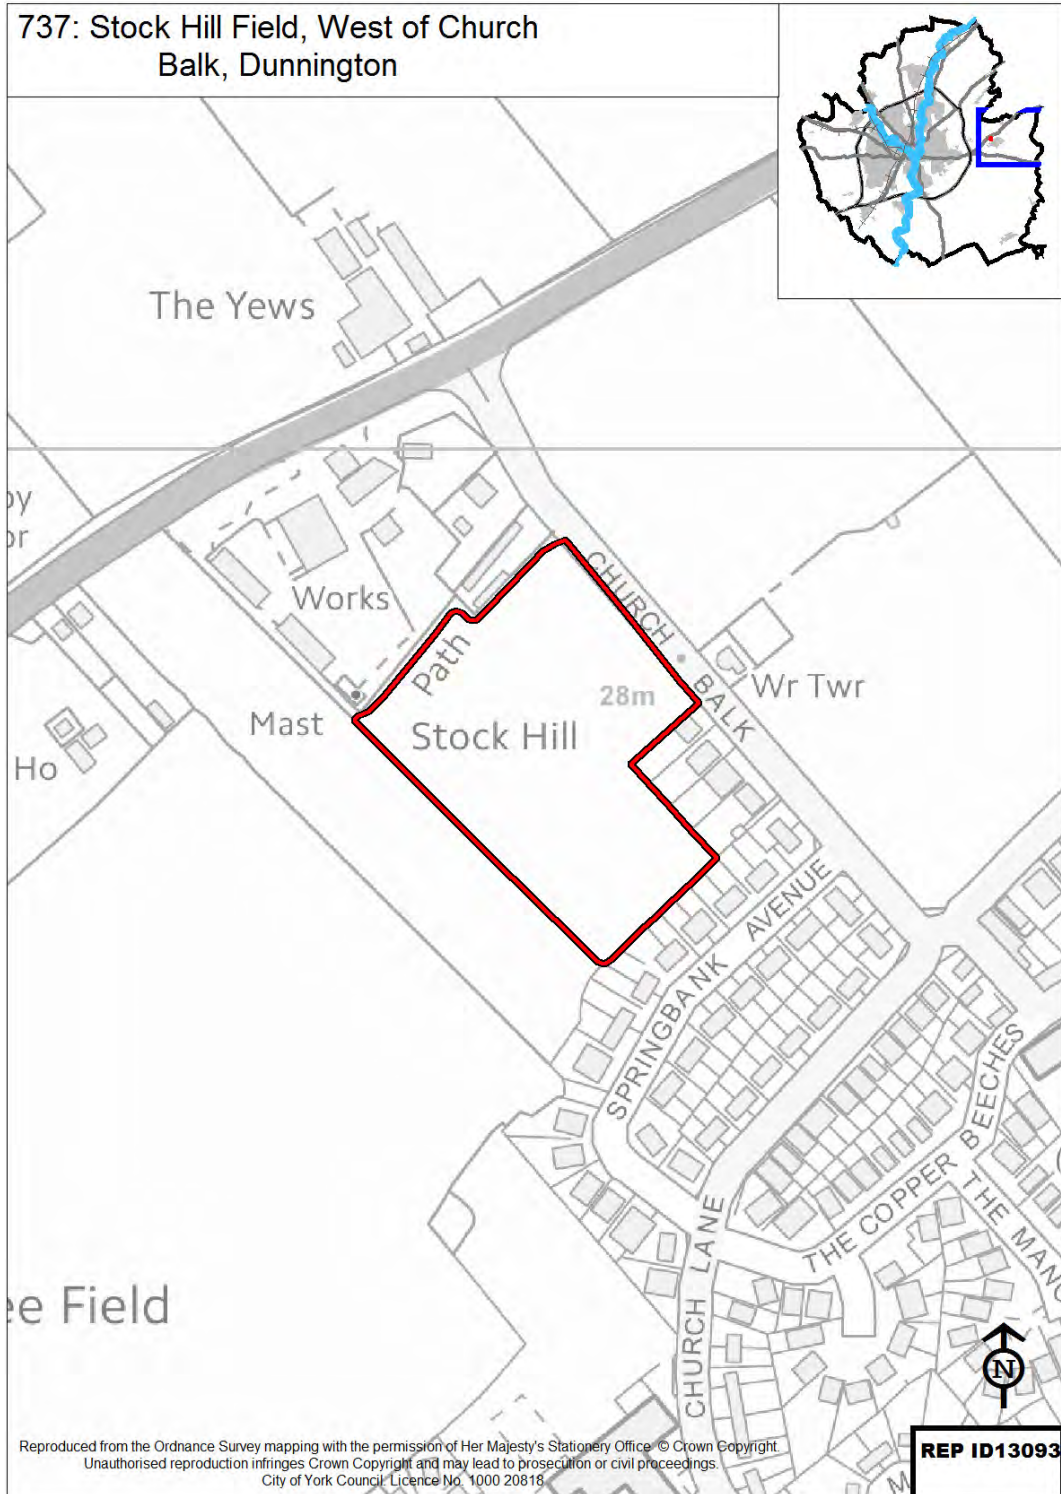 737: Stock Hill Field, West of Church
Balk, Dunnington
The Yews
Works
Path
Mast
Stock Hill
28m
CHURCH BALK
Wr Twr
Ho
SPRINGBANK AVENUE
CHURCH LANE
THE COPPER BEECHES
THE MANO
ee Field
N
Reproduced from the Ordnance Survey mapping with the permission of Her Majesty's Stationery Office © Crown Copyright.
Unauthorised reproduction infringes Crown Copyright and may lead to prosecution or civil proceedings.
City of York Council. Licence No. 1000 20818
REP ID13093